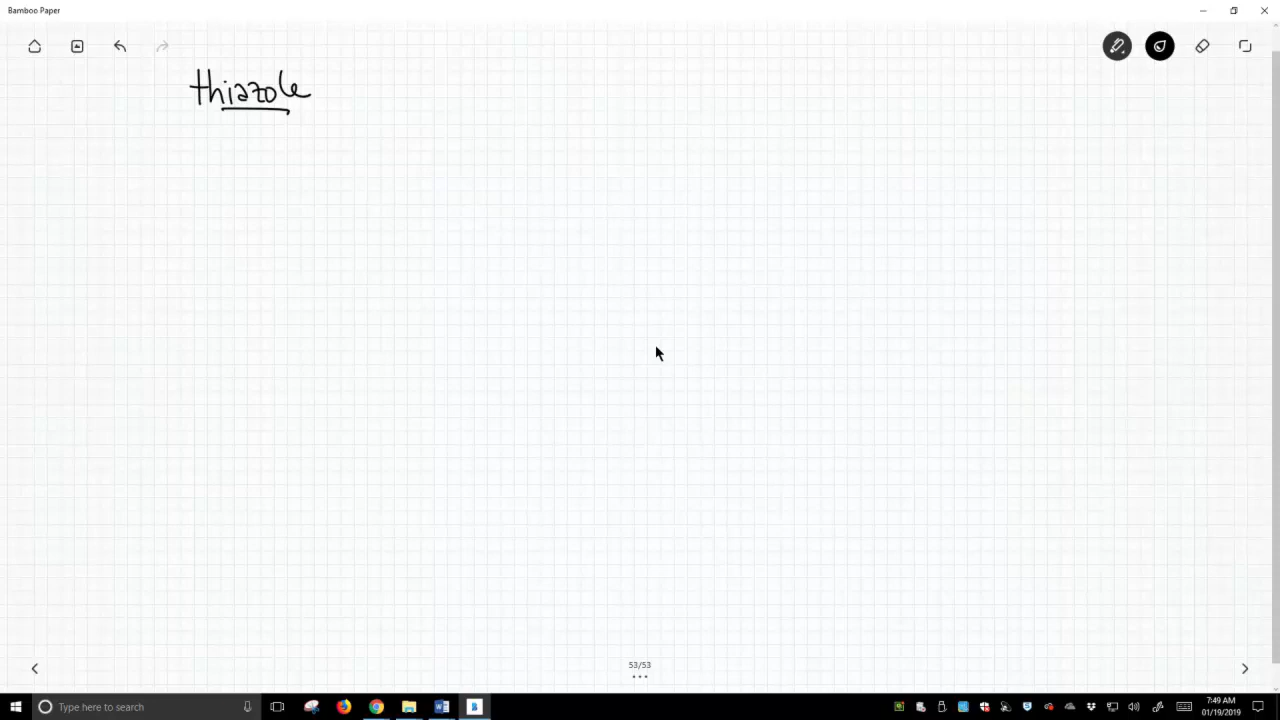 Bamboo Paper
thiazole
53/53
Type here to search
7:49 AM
01/19/2019